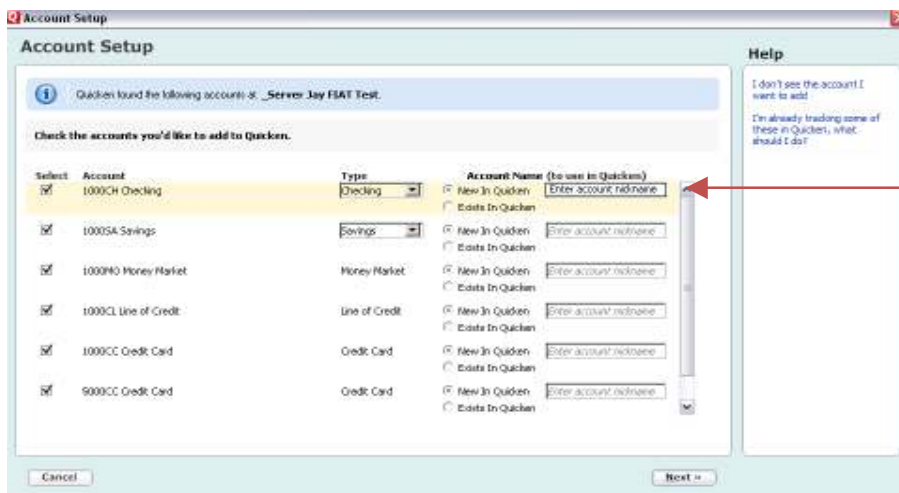 Account Setup
Account Setup
Help
Quicken found the following accounts at _Server Jay FIAT Test.
I don't see the account I
want to add
I'm already tracking some of
these in Quicken, what
should I do?
Check the accounts you'd like to add to Quicken.
Select Account Type Account Name (to use in Quicken)
1000CH Checking Checking New In Quicken Enter account nickname
Exists In Quicken
1000SA Savings Savings New In Quicken Enter account nickname
Exists In Quicken
1000MO Money Market Money Market New In Quicken Enter account nickname
Exists In Quicken
1000CL Line of Credit Line of Credit New In Quicken Enter account nickname
Exists In Quicken
1000CC Credit Card Credit Card New In Quicken Enter account nickname
Exists In Quicken
9000CC Credit Card Credit Card New In Quicken Enter account nickname
Exists In Quicken
Cancel Next »